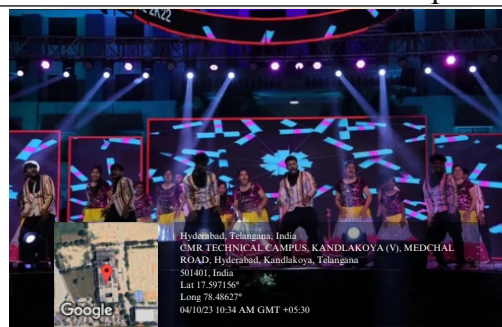 2K22
Hyderabad, Telangana, India
CMR TECHNICAL CAMPUS, KANDLAKOYA (V), MEDCHAL
ROAD, Hyderabad, Kandlakoya, Telangana
501401, India
Lat 17.597156°
Long 78.48627°
04/10/23 10:34 AM GMT +05:30
Google